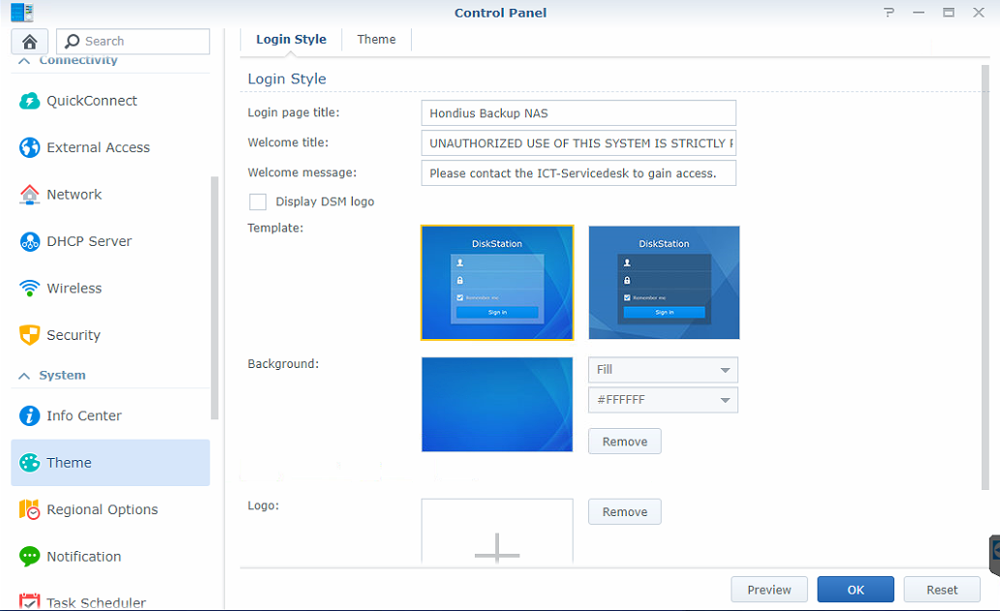 Control Panel
Search
Connectivity
QuickConnect
External Access
Network
DHCP Server
Wireless
Security
System
Info Center
Theme
Regional Options
Notification
Task Scheduler
Login Style
Theme
Login Style
Login page title:
Hondius Backup NAS
Welcome title:
UNAUTHORIZED USE OF THIS SYSTEM IS STRICTLY
Welcome message:
Please contact the ICT-Servicedesk to gain access.
Display DSM logo
Template:
DiskStation
Remember me
Sign in
DiskStation
Remember me
Sign in
Background:
Fill
#FFFFFF
Remove
Logo:
Remove
Preview
OK
Reset